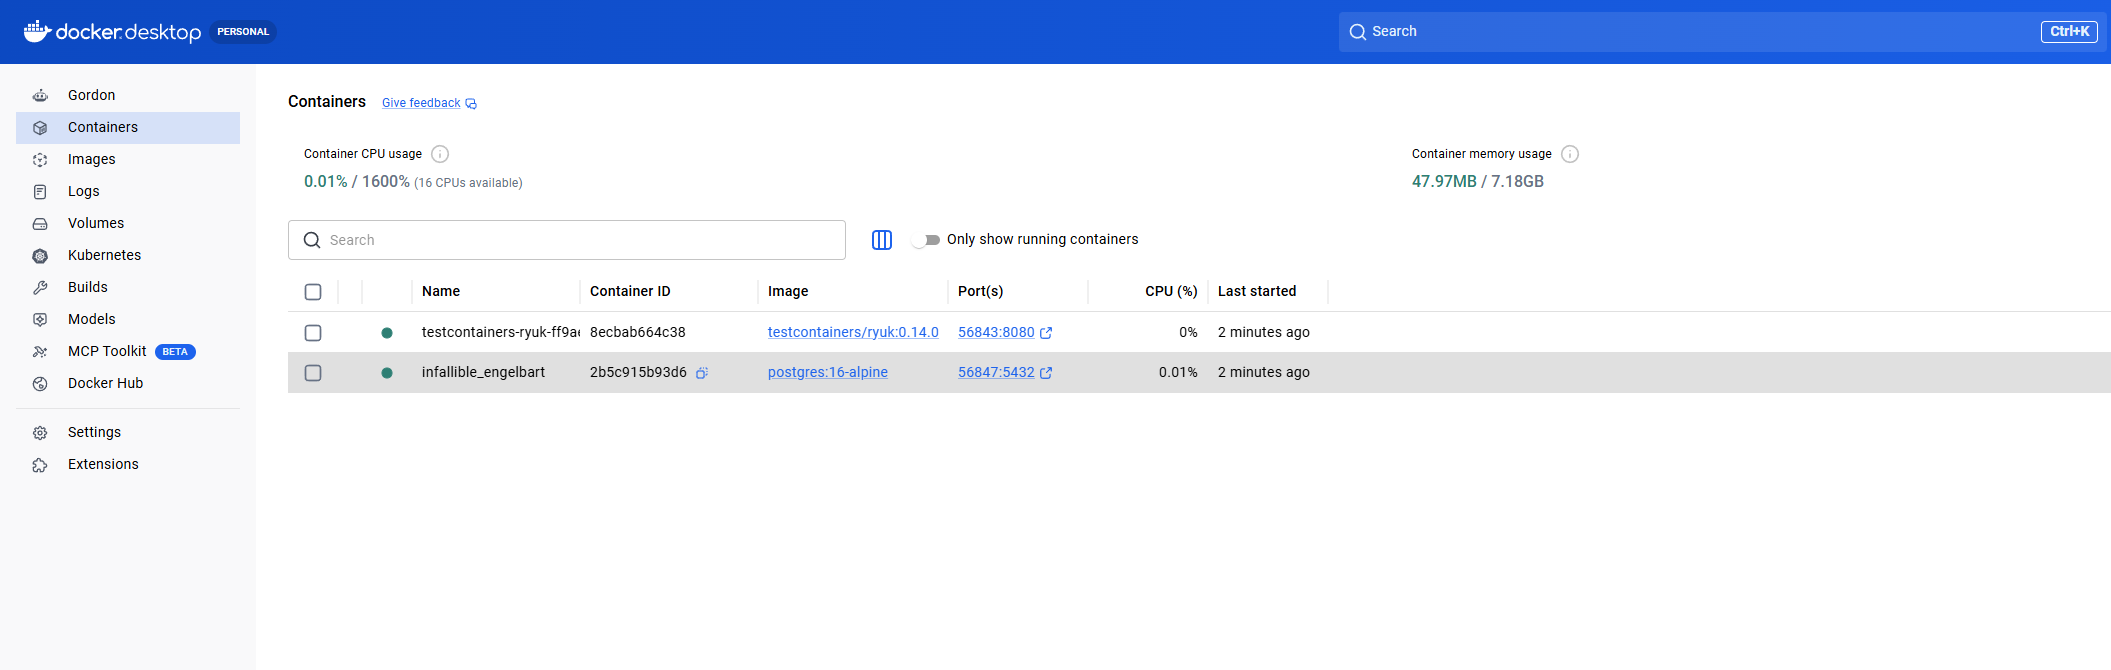 docker.desktop PERSONAL
Search
Ctrl+K
Gordon
Containers
Images
Logs
Volumes
Kubernetes
Builds
Models
MCP Toolkit BETA
Docker Hub
Settings
Extensions
Containers Give feedback
Container CPU usage
0.01% / 1600% (16 CPUs available)
Container memory usage
47.97MB / 7.18GB
Search
Only show running containers
Name Container ID Image Port(s) CPU (%) Last started
testcontainers-ryuk-ff9ae 8ecbab664c38 testcontainers/ryuk:0.14.0 56843:8080 0% 2 minutes ago
infallible_engelbart 2b5c915b93d6 postgres:16-alpine 56847:5432 0.01% 2 minutes ago